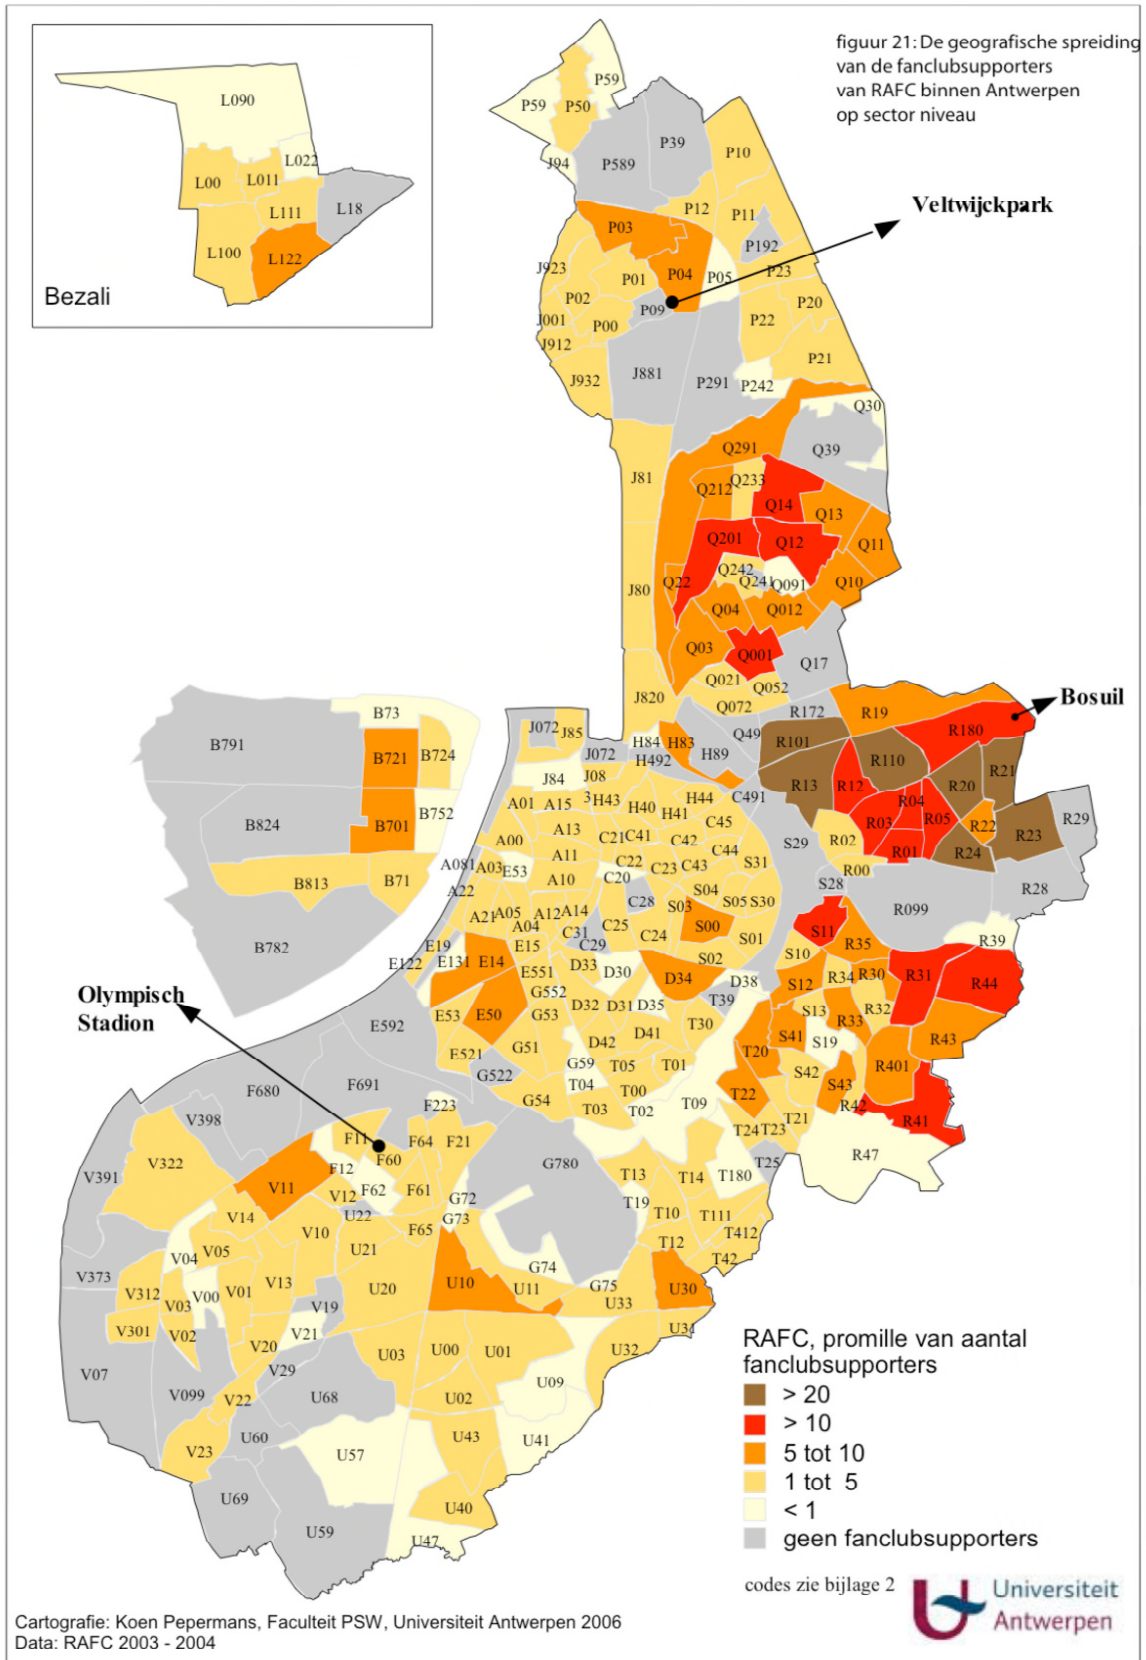 figuur 21: De geografische spreiding
van de fanclubsupporters
van RAFC binnen Antwerpen
op sector niveau
L090
L022
L00
L011
L111
L18
L100
L122
Bezali
P59
P59
P50
P39
P10
J94
P589
P12
P11
P03
P192
Veltwijckpark
J923
P01
P04
P05
P23
P02
P09
P20
J001
P00
P22
J912
P21
J932
J881
P291
P242
Q30
Q291
Q39
J81
Q212
Q233
Q14
Q13
Q201
Q12
Q11
J80
Q22
Q242
Q241
Q091
Q10
Q04
Q012
Q03
Q001
Q17
Q021
Q052
J820
Q072
R172
R19
Bosuil
B73
J072
J85
H84
H83
Q49
R101
R180
B791
B721
B724
J072
H492
H89
R110
R21
J84
J08
3
H43
H40
H44
C491
R13
R12
R20
B824
B701
B752
A01
A15
H41
C45
R04
R03
R05
R22
R23
R29
A00
A13
C21
C41
C42
C44
S29
R02
R01
R24
A081
A03
E53
A11
C22
C23
C43
S31
R00
B813
B71
A22
A10
C20
S04
S28
R28
A21
A05
A12
A14
C28
S03
S05
S30
R099
A04
C31
C25
C24
S00
S01
S11
R39
B782
E19
E15
C29
S02
S10
R35
E122
E131
E14
E551
D33
D30
D34
D38
S12
R34
R30
R31
R44
Olympisch
Stadion
E592
E53
E50
G552
G53
D32
D31
D35
T39
T30
S13
R32
S41
R33
E521
G51
D42
D41
S19
R43
F691
G522
G59
T05
T01
T20
S42
R401
F680
T04
T00
T22
S43
V398
F223
G54
T03
T02
T09
R42
R41
F11
F64
F21
T24
T23
T21
V322
F60
G780
T25
R47
V391
F12
T13
T14
T180
V11
V12
F62
F61
G72
T19
V14
U22
G73
T10
T111
V10
F65
T412
V04
V05
U21
T12
T42
V373
V13
G74
V312
V03
V00
V01
U20
U10
U11
G75
U30
V19
U33
V301
V02
V21
U31
V20
U03
U00
U01
U32
V07
V29
V099
V22
U68
U02
U09
U60
V23
U57
U43
U41
U69
U40
U59
U47
RAFC, promille van aantal
fanclubsupporters
> 20
> 10
5 tot 10
1 tot 5
< 1
geen fanclubsupporters
codes zie bijlage 2
Universiteit
Antwerpen
Cartografie: Koen Pepermans, Faculteit PSW, Universiteit Antwerpen 2006
Data: RAFC 2003 - 2004